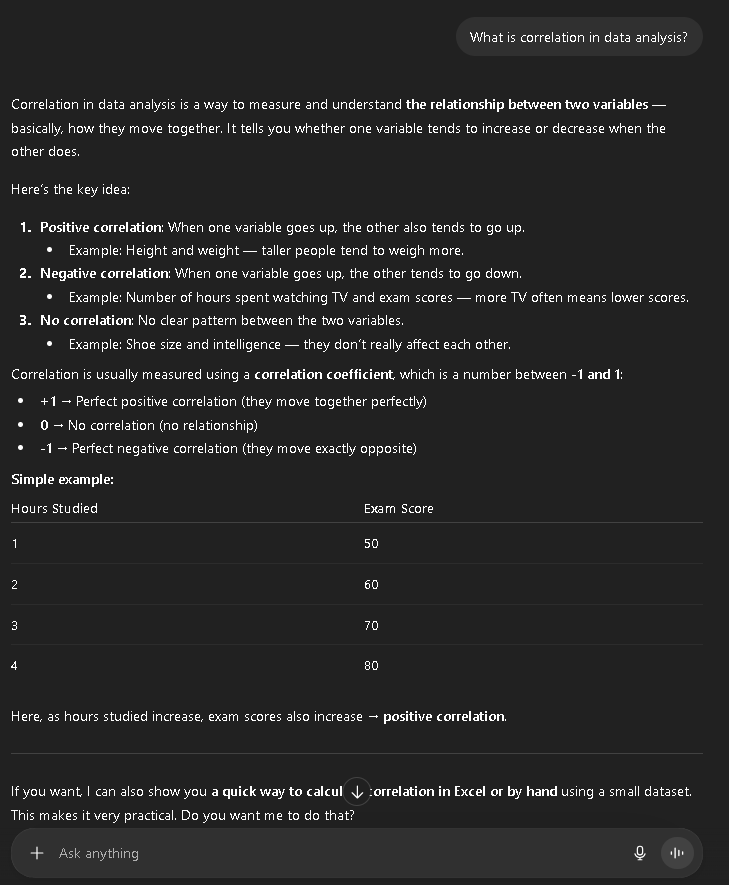 What is correlation in data analysis?
Correlation in data analysis is a way to measure and understand the relationship between two variables —
basically, how they move together. It tells you whether one variable tends to increase or decrease when the
other does.
Here's the key idea:
1. Positive correlation: When one variable goes up, the other also tends to go up.
• Example: Height and weight — taller people tend to weigh more.
2. Negative correlation: When one variable goes up, the other tends to go down.
• Example: Number of hours spent watching TV and exam scores — more TV often means lower scores.
3. No correlation: No clear pattern between the two variables.
• Example: Shoe size and intelligence — they don't really affect each other.
Correlation is usually measured using a correlation coefficient, which is a number between -1 and 1:
• +1 → Perfect positive correlation (they move together perfectly)
• 0 → No correlation (no relationship)
• -1 → Perfect negative correlation (they move exactly opposite)
Simple example:
Hours Studied Exam Score
1 50
2 60
3 70
4 80
Here, as hours studied increase, exam scores also increase → positive correlation.
If you want, I can also show you a quick way to calcul orrelation in Excel or by hand using a small dataset.
This makes it very practical. Do you want me to do that?
Ask anything